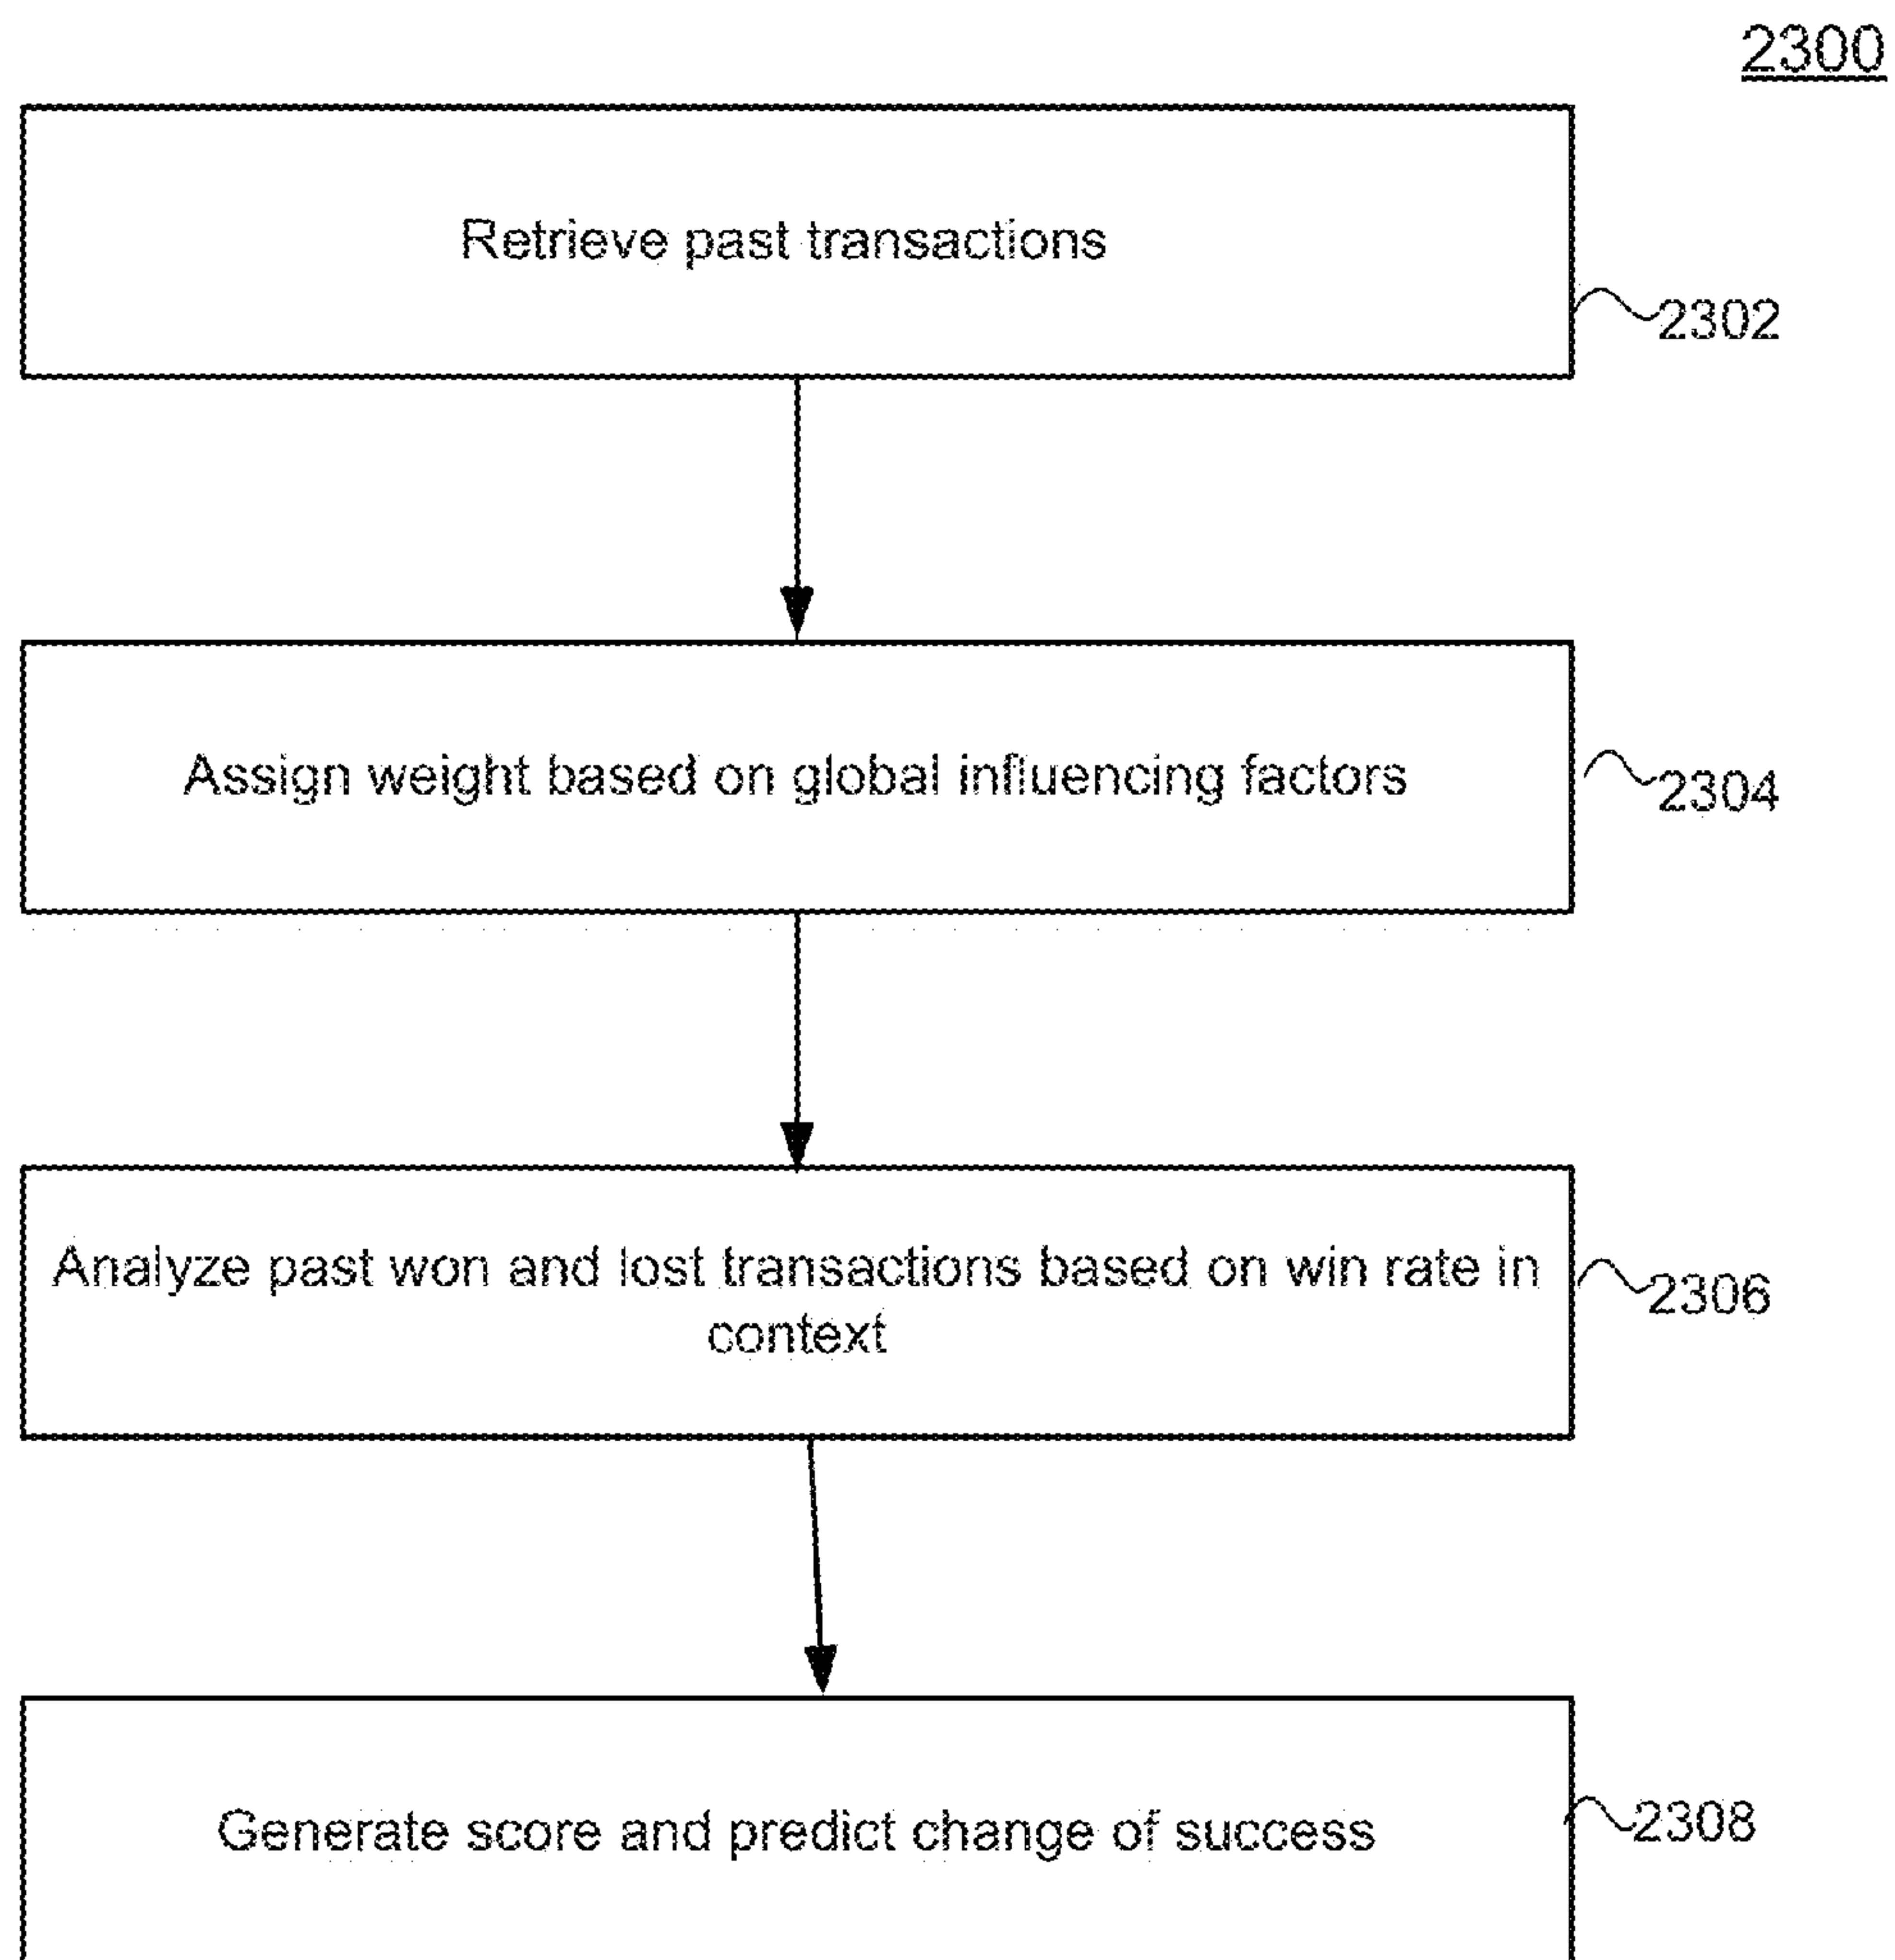 2300
Retrieve past transactions
2302
Assign weight based on global influencing factors
2304
Analyze past won and lost transactions based on win rate in
context
2306
Generate score and predict change of success
2308